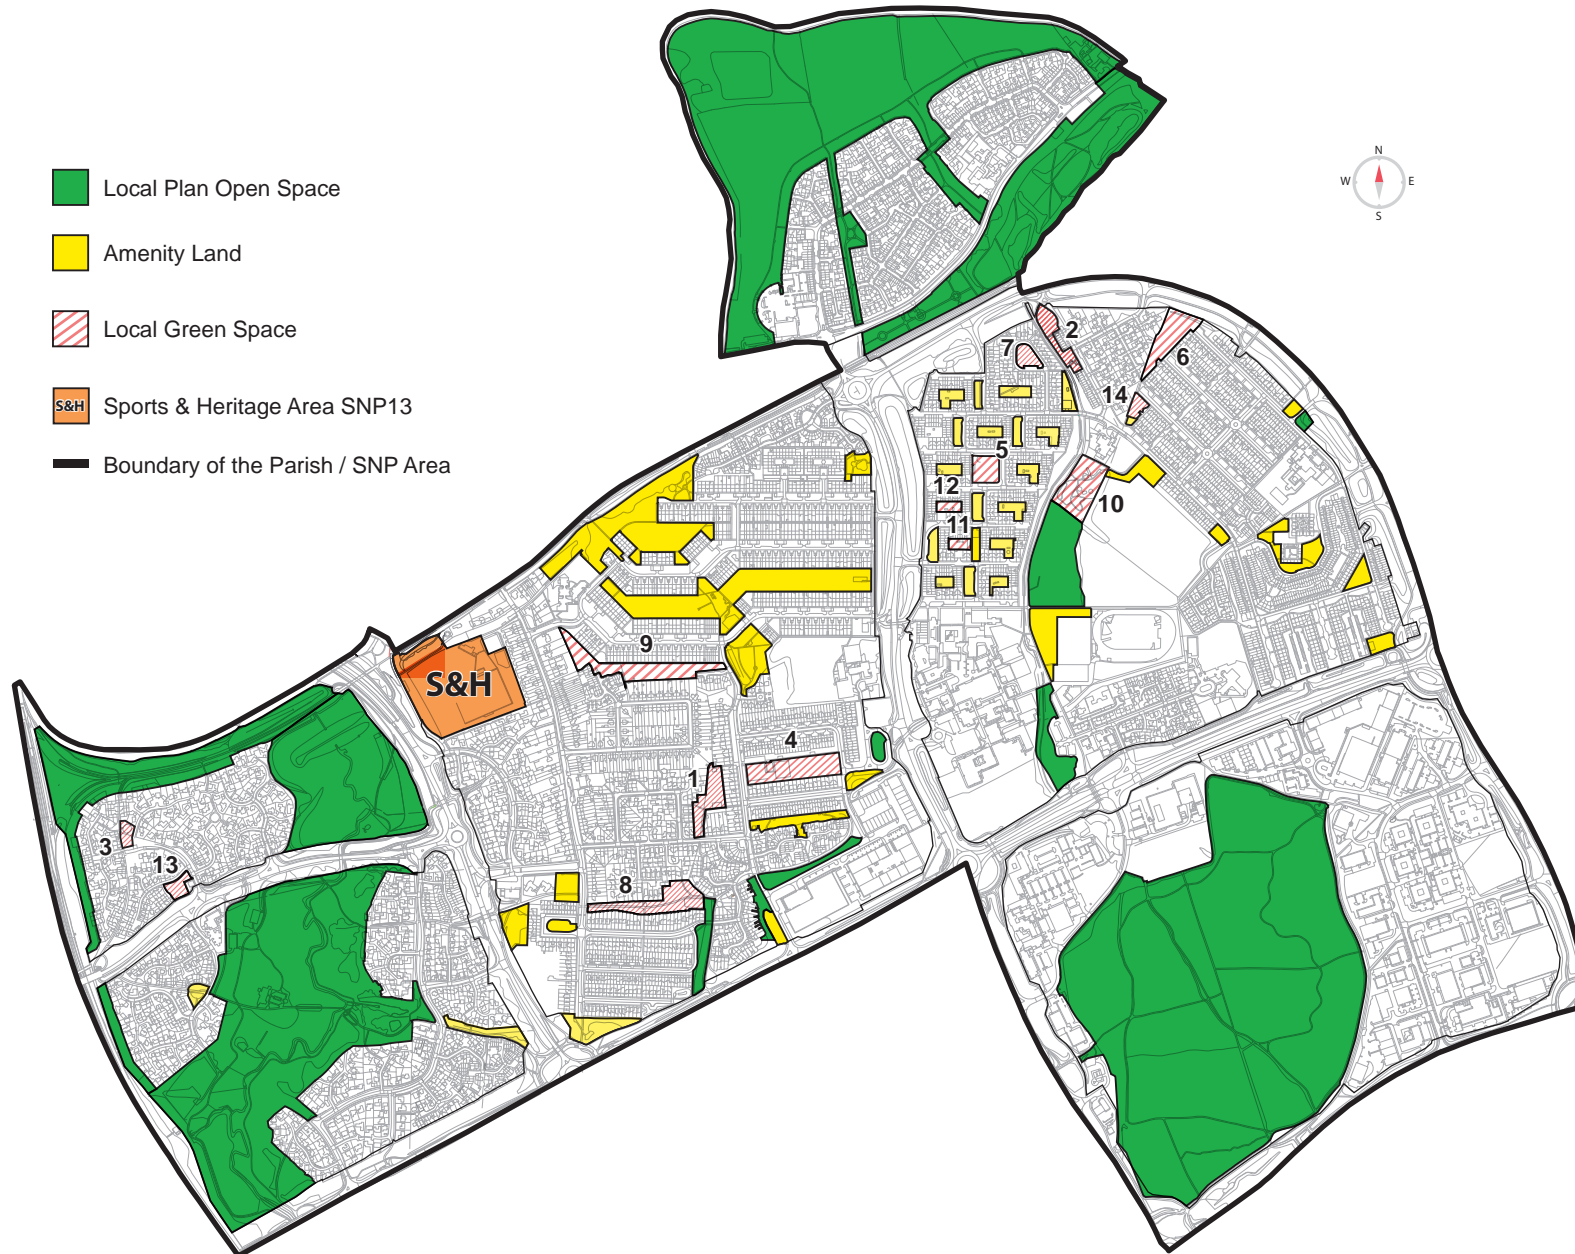 N
W E
S
Local Plan Open Space
Amenity Land
Local Green Space
S&H Sports & Heritage Area SNP13
Boundary of the Parish / SNP Area
2
7
6
14
5
12
10
11
9
S&H
4
1
3
13
8